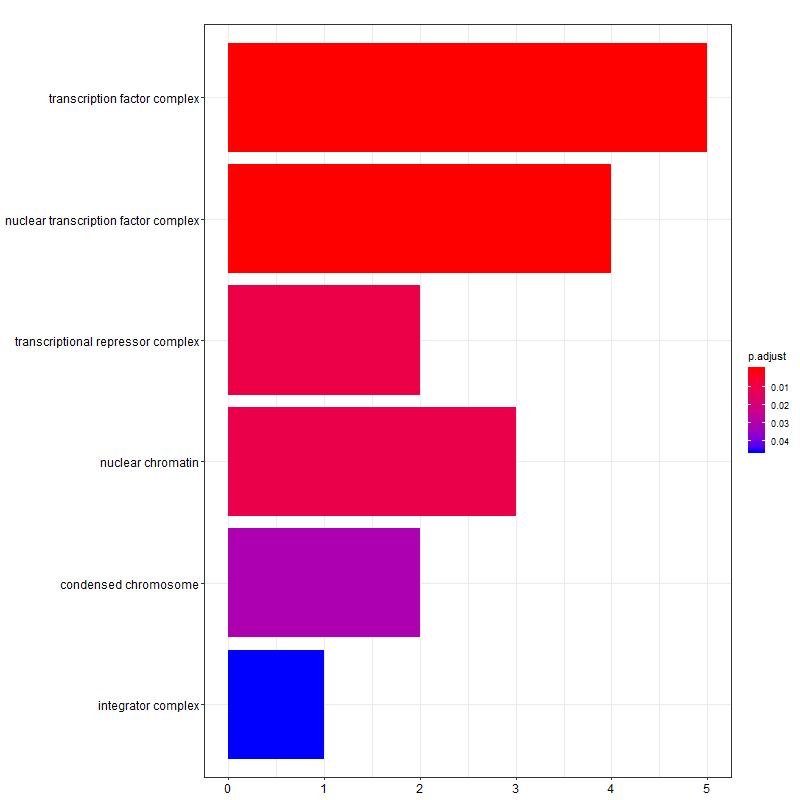 transcription factor complex
nuclear transcription factor complex
transcriptional repressor complex
nuclear chromatin
condensed chromosome
integrator complex
0 1 2 3 4 5
p.adjust
0.01
0.02
0.03
0.04